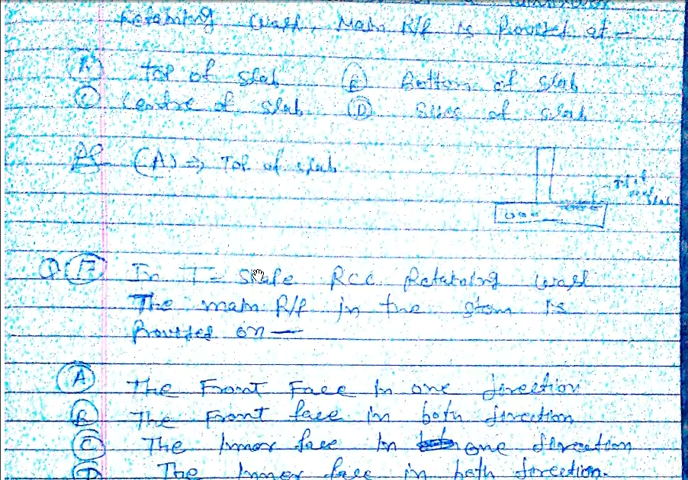 Retaining wall, Main R/f is Provided at -
(A) Top of slab (B) Bottom of slab
(C) Centre of slab (D) Sides of slab
(A) ⇒ Top of slab
Q (17) In T- shape RCC Retaining wall
The main R/f in the stem is
Provided on —
(A) The Front Face in one direction
(B) The Front face in both direction
(C) The Inner face in one direction
(D) The Inner face in both direction.